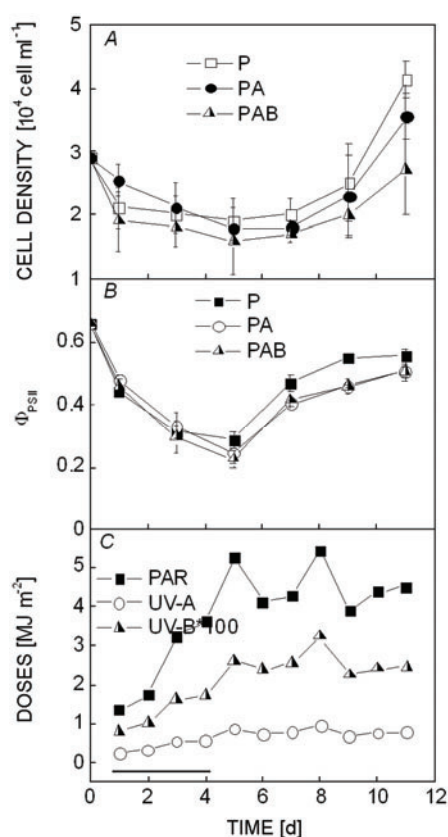 A
P
PA
PAB
5
4
3
2
1
CELL DENSITY [10⁴ cell ml⁻¹]
B
P
PA
PAB
0.6
0.4
0.2
0
Φ_PSII
C
PAR
UV-A
UV-B*100
5
4
3
2
1
0
DOSES [MJ m⁻²]
0 2 4 6 8 10 12
TIME [d]